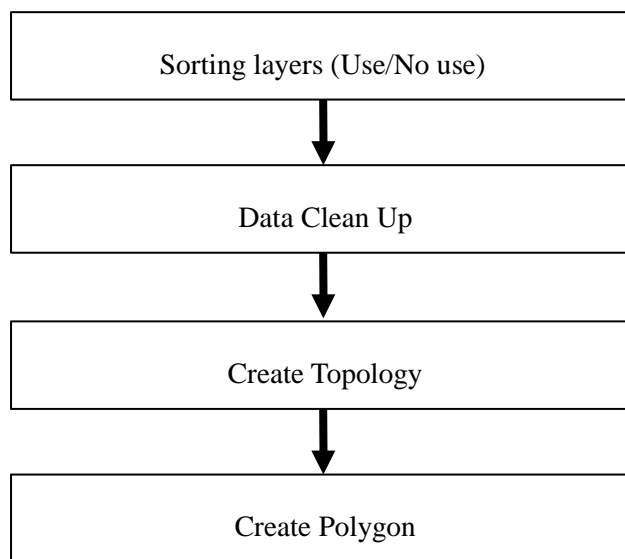 Sorting layers (Use/No use)
Data Clean Up
Create Topology
Create Polygon